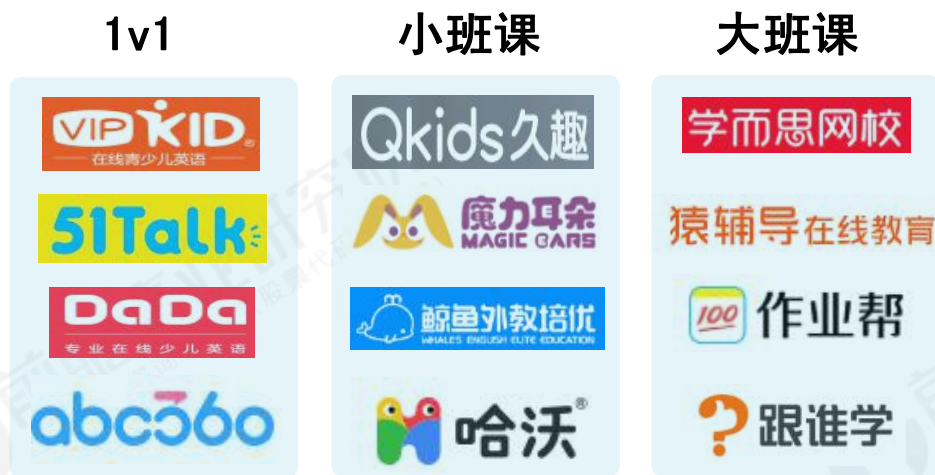 1v1
小班课
大班课
VIPKID®
在线青少儿英语
51Talk
DaDa
专业在线少儿英语
abc360
Qkids久趣
魔力耳朵
MAGIC EARS
鲸鱼外教培优
WHALES ENGLISH ELITE EDUCATION
哈沃®
学而思网校
猿辅导在线教育
100 作业帮
跟谁学